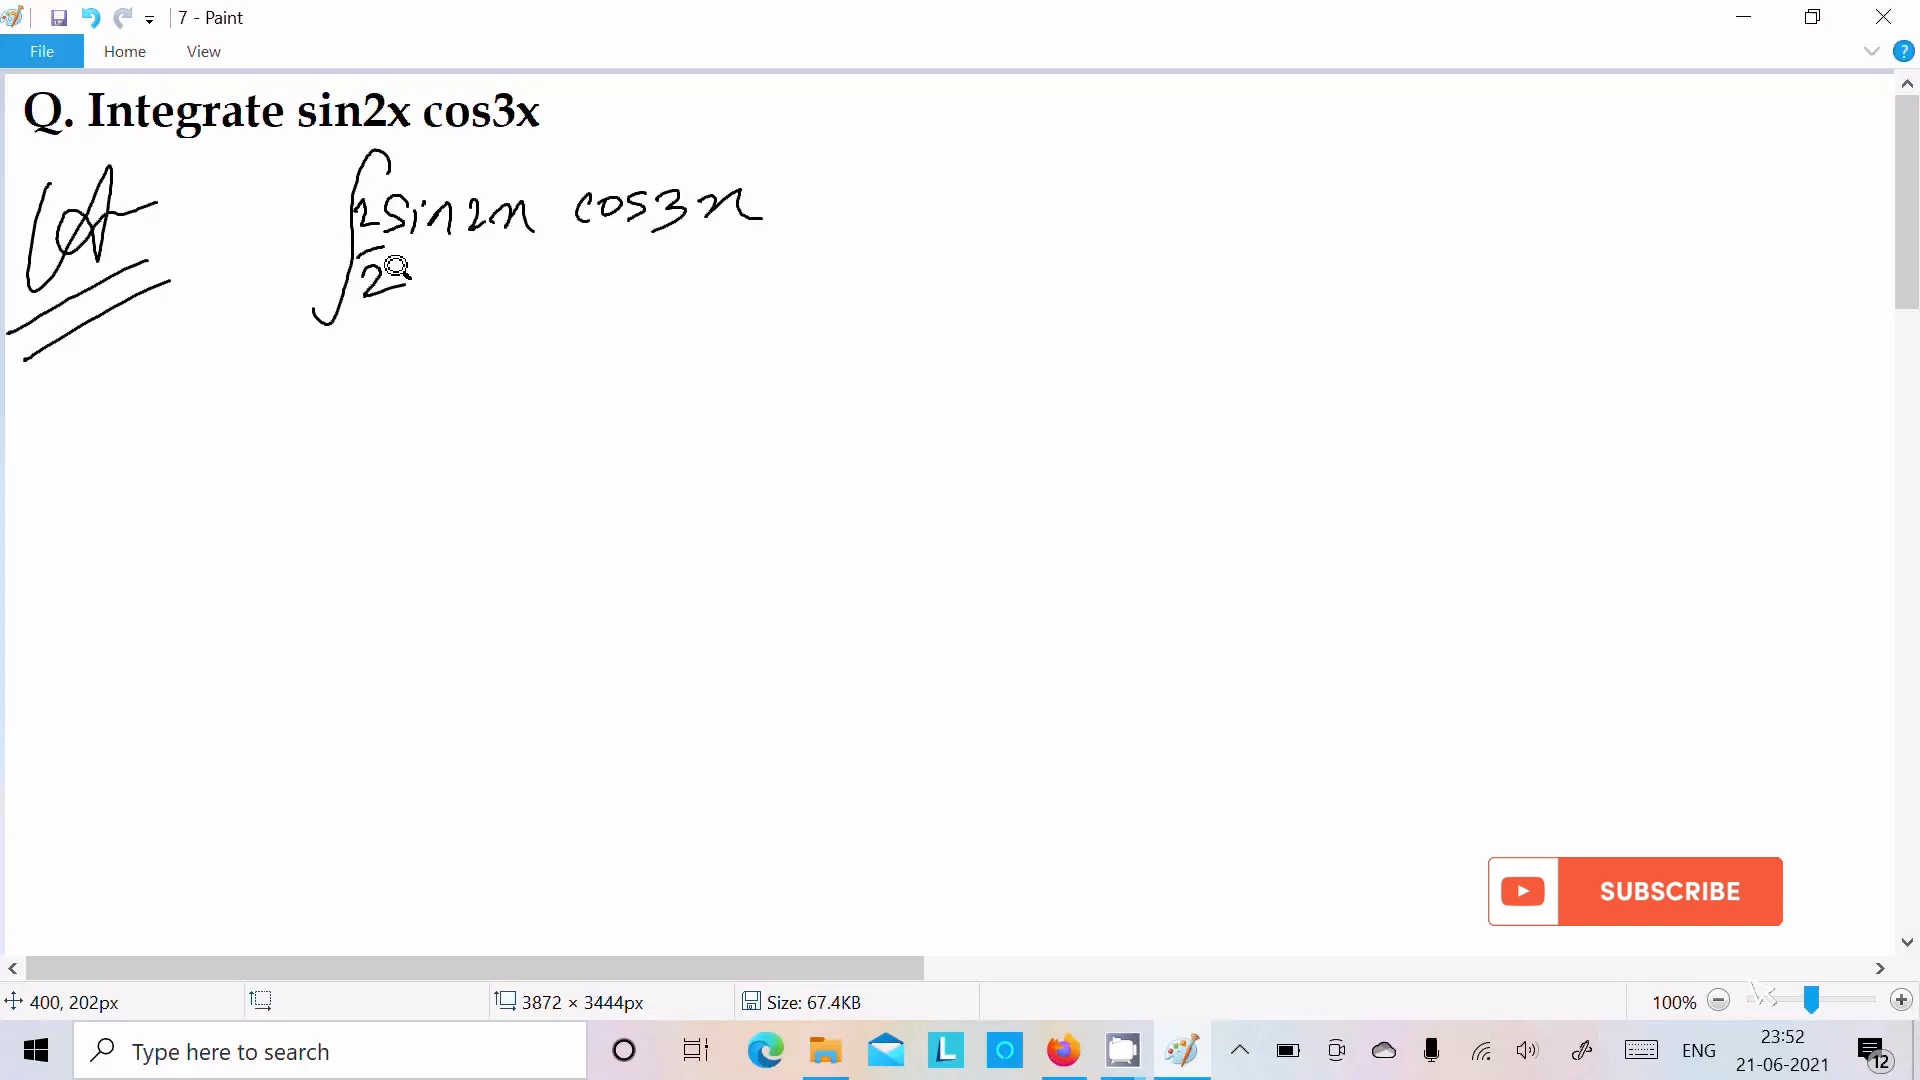 7 - Paint
File Home View
Q. Integrate sin2x cos3x
2sin2x cos3x
2
SUBSCRIBE
400, 202px
3872 × 3444px
Size: 67.4KB
100%
Type here to search
ENG
23:52
21-06-2021
12